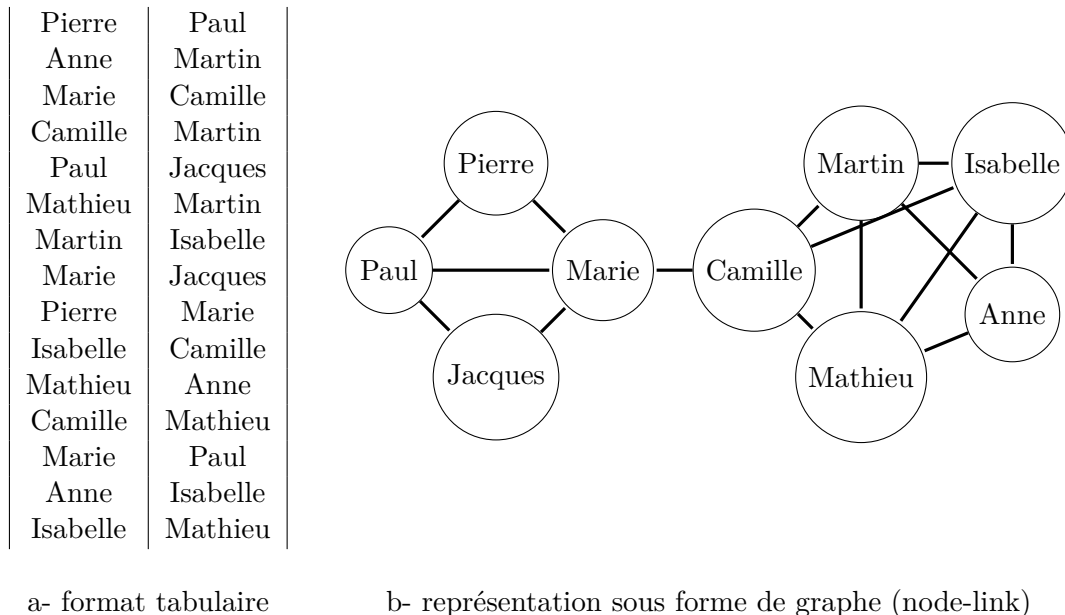 Pierre Paul
Anne Martin
Marie Camille
Camille Martin
Paul Jacques
Mathieu Martin
Martin Isabelle
Marie Jacques
Pierre Marie
Isabelle Camille
Mathieu Anne
Camille Mathieu
Marie Paul
Anne Isabelle
Isabelle Mathieu
a- format tabulaire
Pierre
Martin
Isabelle
Paul
Marie
Camille
Anne
Jacques
Mathieu
b- représentation sous forme de graphe (node-link)